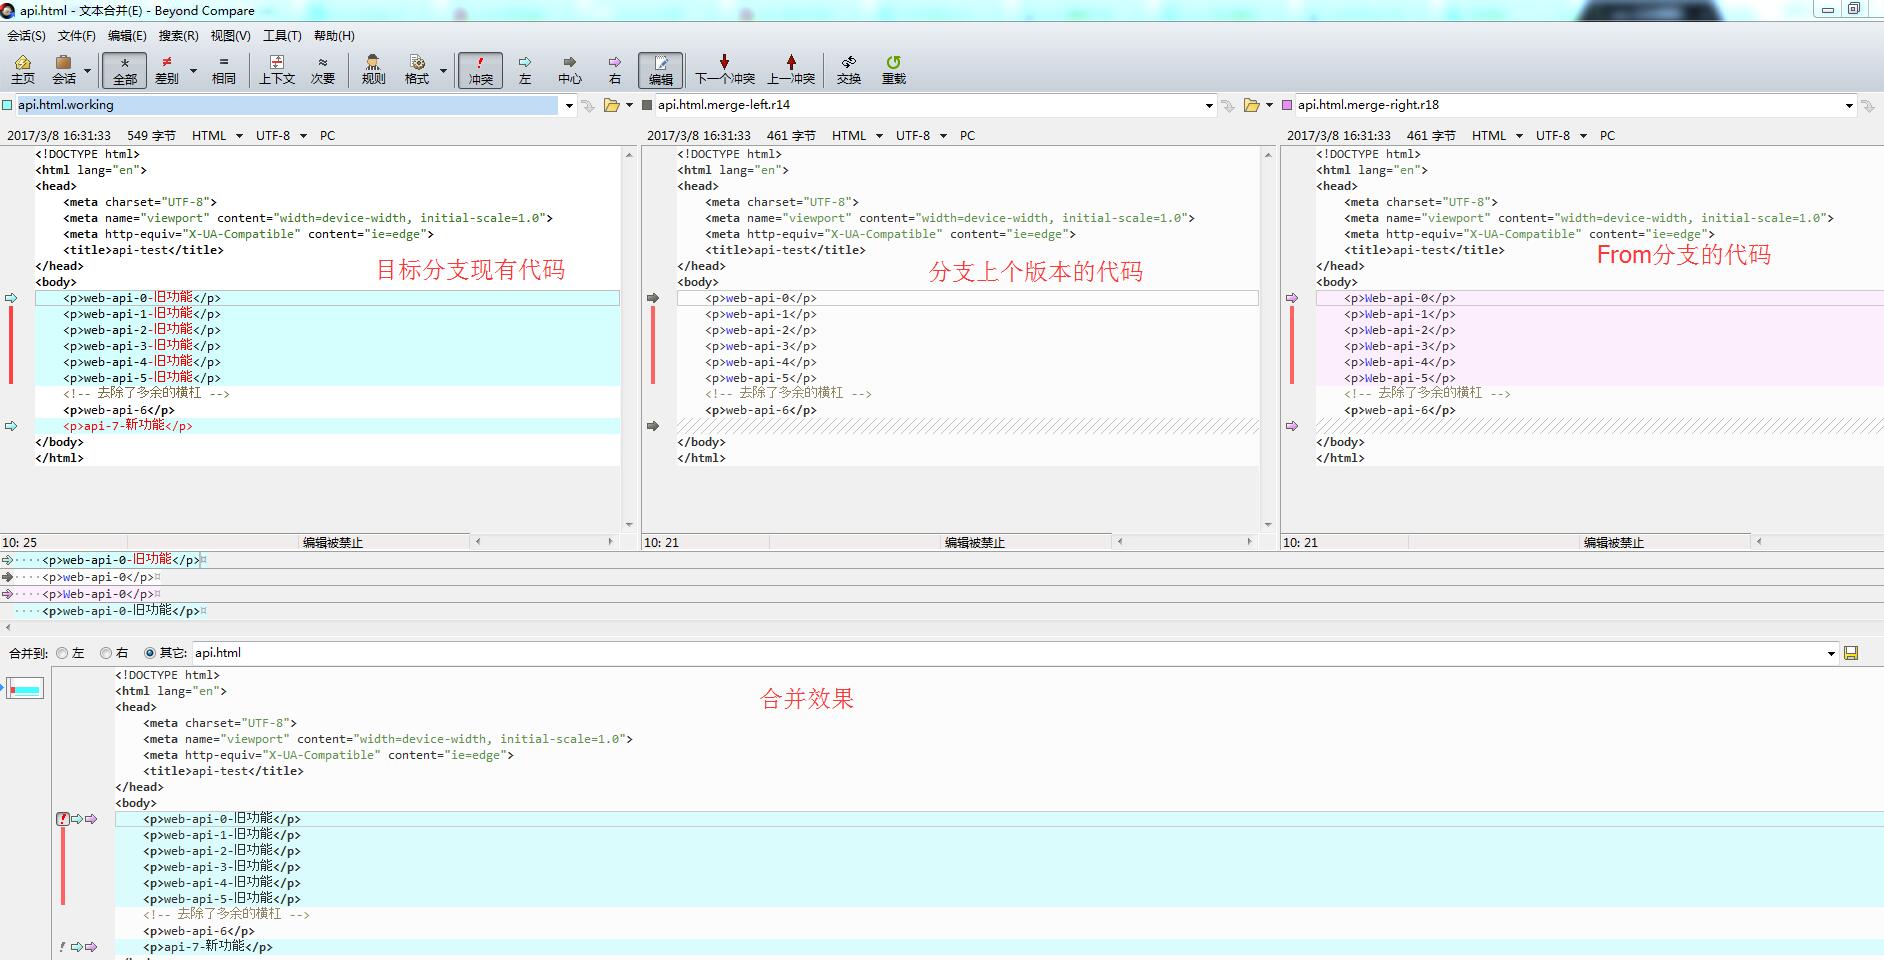 api.html - 文本合并(E) - Beyond Compare
会话(S) 文件(F) 编辑(E) 搜索(R) 视图(V) 工具(T) 帮助(H)
主页 会话 全部 差别 相同 上下文 次要 规则 格式 冲突 左 中心 右 编辑 下一个冲突 上一冲突 交换 重载
api.html.working
2017/3/8 16:31:33 549 字节 HTML UTF-8 PC
<!DOCTYPE html>
<html lang="en">
<head>
<meta charset="UTF-8">
<meta name="viewport" content="width=device-width, initial-scale=1.0">
<meta http-equiv="X-UA-Compatible" content="ie=edge">
<title>api-test</title>
</head>
目标分支现有代码
<body>
<p>web-api-0-旧功能</p>
<p>web-api-1-旧功能</p>
<p>web-api-2-旧功能</p>
<p>web-api-3-旧功能</p>
<p>web-api-4-旧功能</p>
<p>web-api-5-旧功能</p>
<!-- 去除了多余的横杠 -->
<p>web-api-6</p>
<p>api-7-新功能</p>
</body>
</html>
10: 25 编辑被禁止
api.html.merge-left.r14
2017/3/8 16:31:33 461 字节 HTML UTF-8 PC
<!DOCTYPE html>
<html lang="en">
<head>
<meta charset="UTF-8">
<meta name="viewport" content="width=device-width, initial-scale=1.0">
<meta http-equiv="X-UA-Compatible" content="ie=edge">
<title>api-test</title>
</head>
分支上个版本的代码
<body>
<p>web-api-0</p>
<p>web-api-1</p>
<p>web-api-2</p>
<p>web-api-3</p>
<p>web-api-4</p>
<p>web-api-5</p>
<!-- 去除了多余的横杠 -->
<p>web-api-6</p>
</body>
</html>
10: 21 编辑被禁止
api.html.merge-right.r18
2017/3/8 16:31:33 461 字节 HTML UTF-8 PC
<!DOCTYPE html>
<html lang="en">
<head>
<meta charset="UTF-8">
<meta name="viewport" content="width=device-width, initial-scale=1.0">
<meta http-equiv="X-UA-Compatible" content="ie=edge">
<title>api-test</title>
From分支的代码
</head>
<body>
<p>Web-api-0</p>
<p>Web-api-1</p>
<p>Web-api-2</p>
<p>Web-api-3</p>
<p>Web-api-4</p>
<p>Web-api-5</p>
<!-- 去除了多余的横杠 -->
<p>web-api-6</p>
</body>
</html>
10: 21 编辑被禁止
····<p>web-api-0-旧功能</p>¤
····<p>web-api-0</p>¤
····<p>Web-api-0</p>¤
····<p>web-api-0-旧功能</p>¤
合并到: 左 右 其它: api.html
<!DOCTYPE html>
<html lang="en">
合并效果
<head>
<meta charset="UTF-8">
<meta name="viewport" content="width=device-width, initial-scale=1.0">
<meta http-equiv="X-UA-Compatible" content="ie=edge">
<title>api-test</title>
</head>
<body>
<p>web-api-0-旧功能</p>
<p>web-api-1-旧功能</p>
<p>web-api-2-旧功能</p>
<p>web-api-3-旧功能</p>
<p>web-api-4-旧功能</p>
<p>web-api-5-旧功能</p>
<!-- 去除了多余的横杠 -->
<p>web-api-6</p>
<p>api-7-新功能</p>